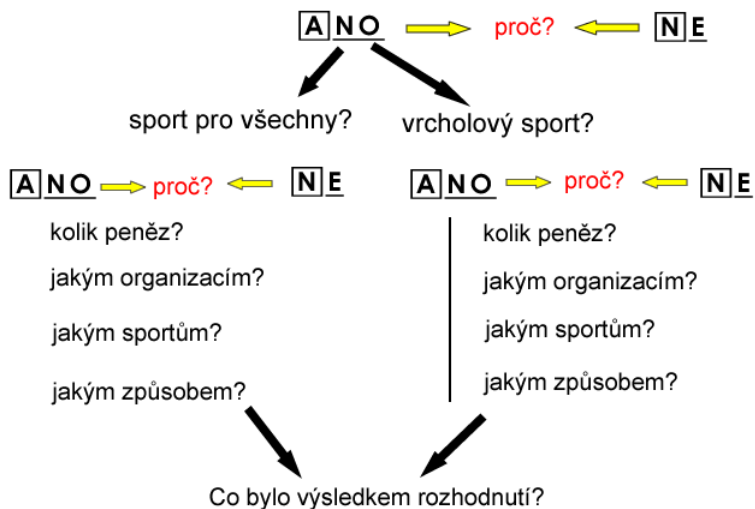 ANO proč? NE
sport pro všechny? vrcholový sport?
ANO proč? NE ANO proč? NE
kolik peněz? kolik peněz?
jakým organizacím? jakým organizacím?
jakým sportům? jakým sportům?
jakým způsobem? jakým způsobem?
Co bylo výsledkem rozhodnutí?